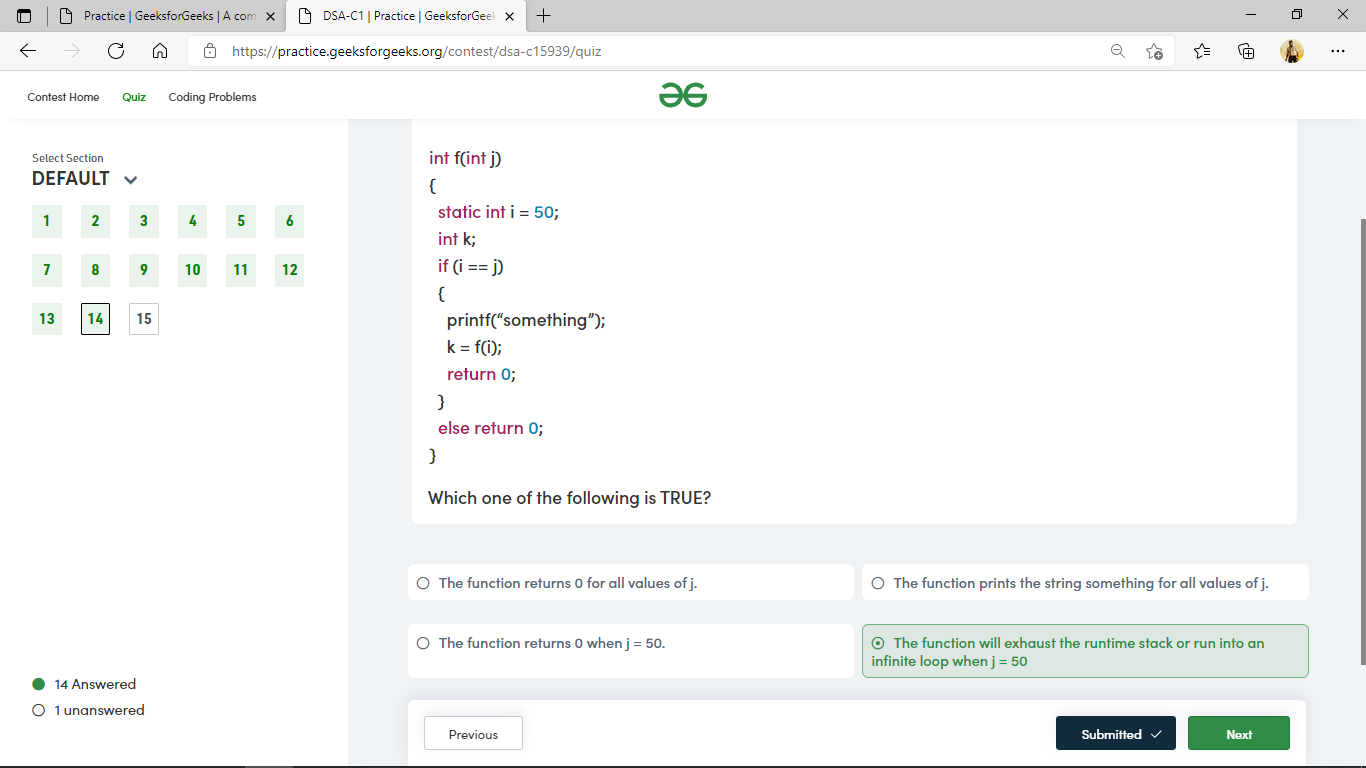 Practice | GeeksforGeeks | A com
DSA-C1 | Practice | GeeksforGeek
https://practice.geeksforgeeks.org/contest/dsa-c15939/quiz
Contest Home Quiz Coding Problems
Select Section
DEFAULT
1 2 3 4 5 6
7 8 9 10 11 12
13 14 15
int f(int j)
{
static int i = 50;
int k;
if (i == j)
{
printf(“something”);
k = f(i);
return 0;
}
else return 0;
}
Which one of the following is TRUE?
The function returns 0 for all values of j.
The function prints the string something for all values of j.
The function returns 0 when j = 50.
The function will exhaust the runtime stack or run into an
infinite loop when j = 50
14 Answered
1 unanswered
Previous
Submitted
Next